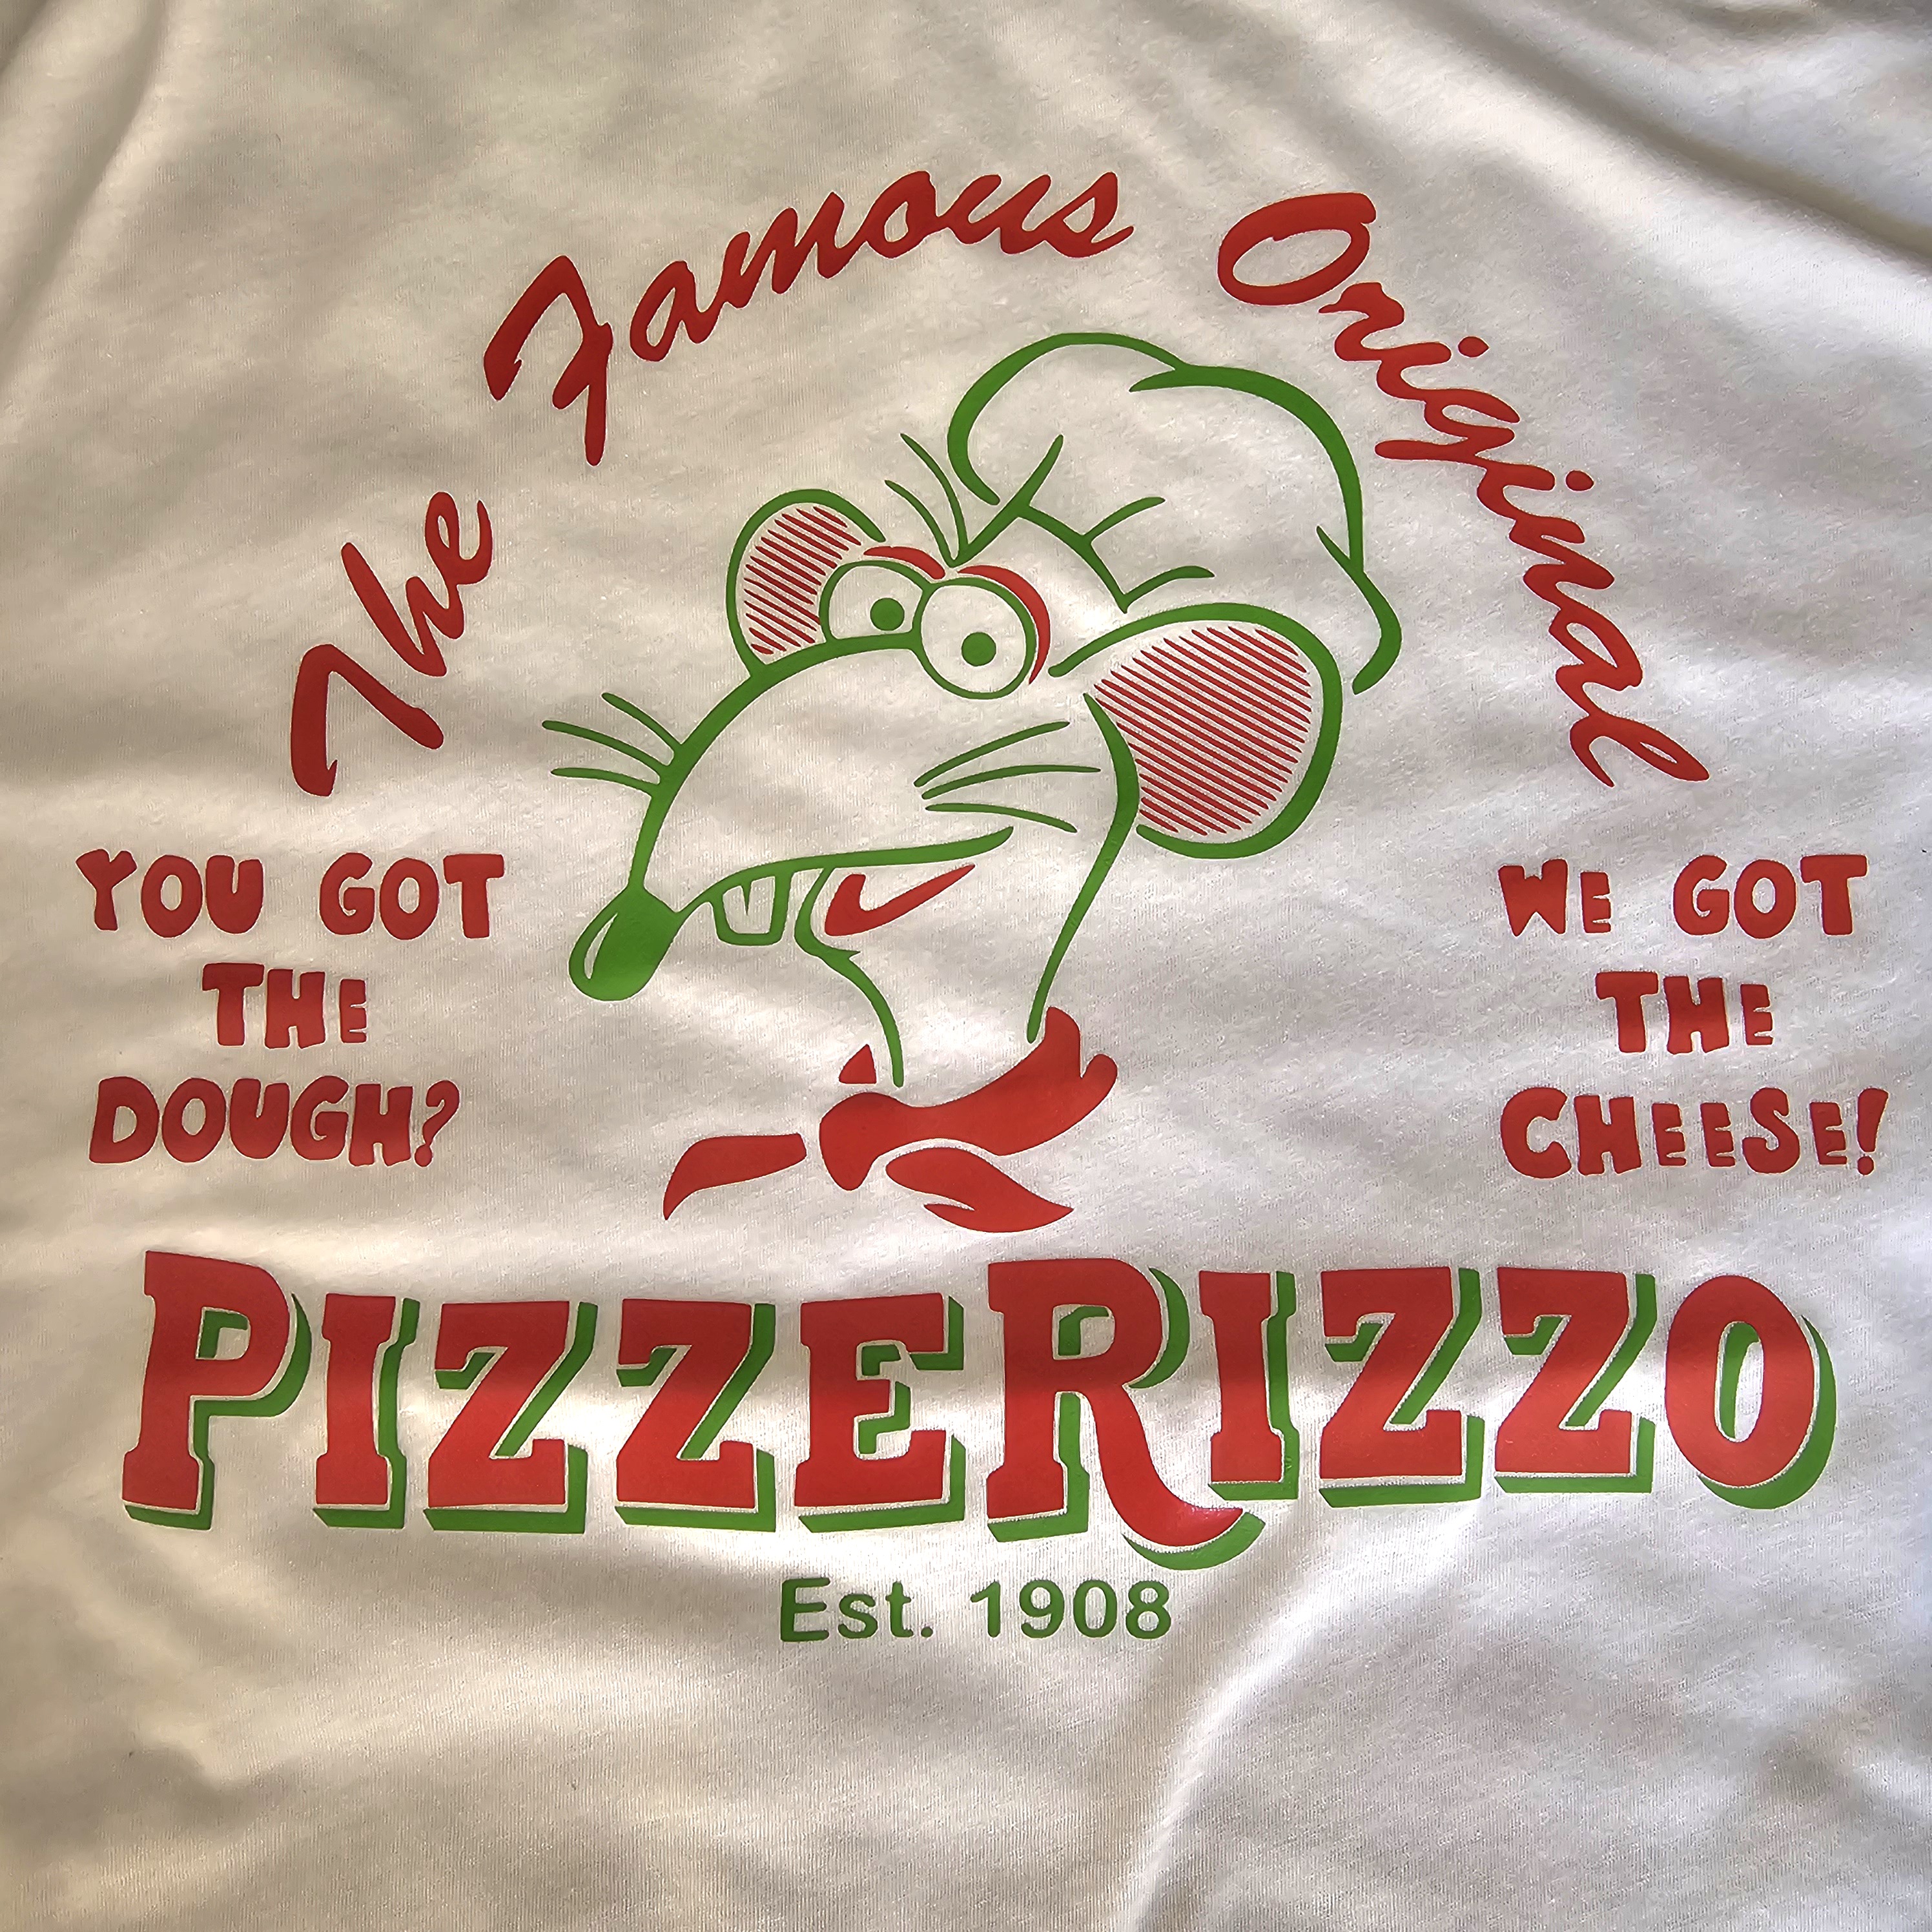 The Famous Original
YOU GOT
THE
DOUGH?
WE GOT
THE
CHEESE!
PIZZERIZZO
Est. 1908